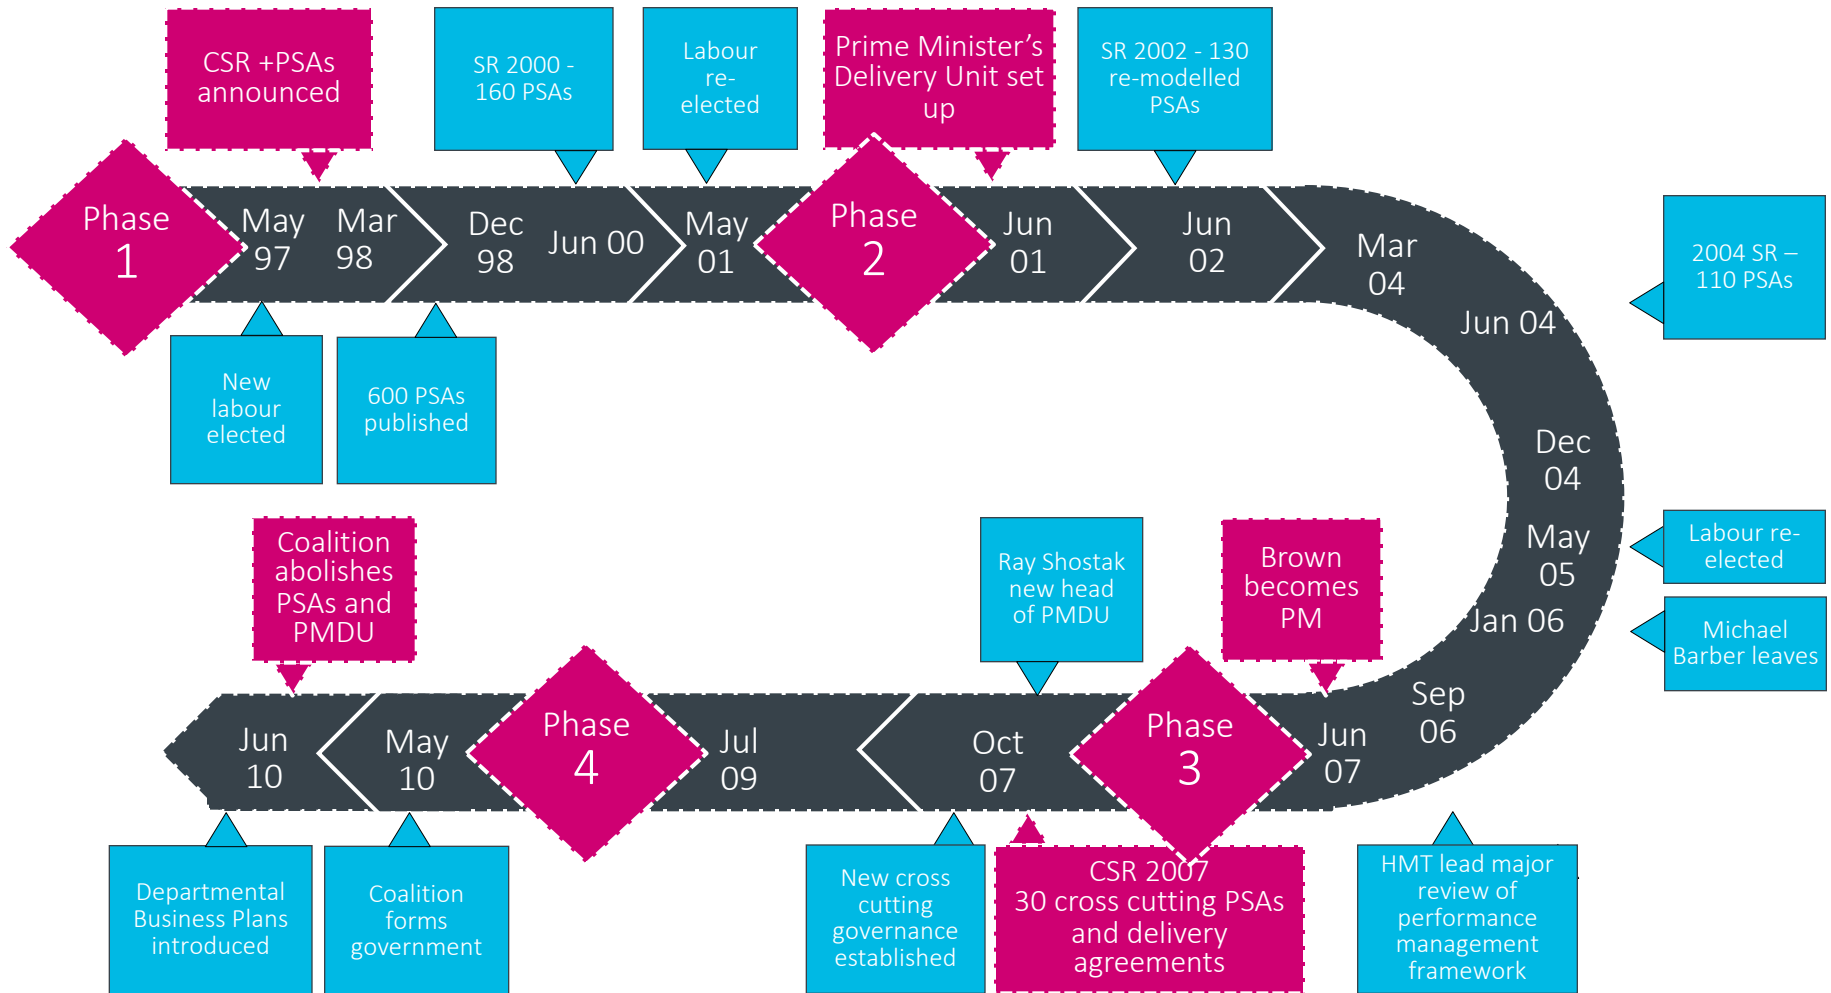 CSR +PSAs
announced
SR 2000 -
160 PSAs
Labour
re-
elected
Prime Minister’s
Delivery Unit set
up
SR 2002 - 130
re-modelled
PSAs
Phase
1
May
97
Mar
98
Dec
98
Jun 00
May
01
Phase
2
Jun
01
Jun
02
Mar
04
Jun 04
2004 SR –
110 PSAs
New
labour
elected
600 PSAs
published
Dec
04
May
05
Labour re-
elected
Jan 06
Michael
Barber leaves
Coalition
abolishes
PSAs and
PMDU
Ray Shostak
new head
of PMDU
Brown
becomes
PM
Sep
06
Jun
07
Phase
3
Oct
07
Jul
09
Phase
4
May
10
Jun
10
Departmental
Business Plans
introduced
Coalition
forms
government
New cross
cutting
governance
established
CSR 2007
30 cross cutting PSAs
and delivery
agreements
HMT lead major
review of
performance
management
framework